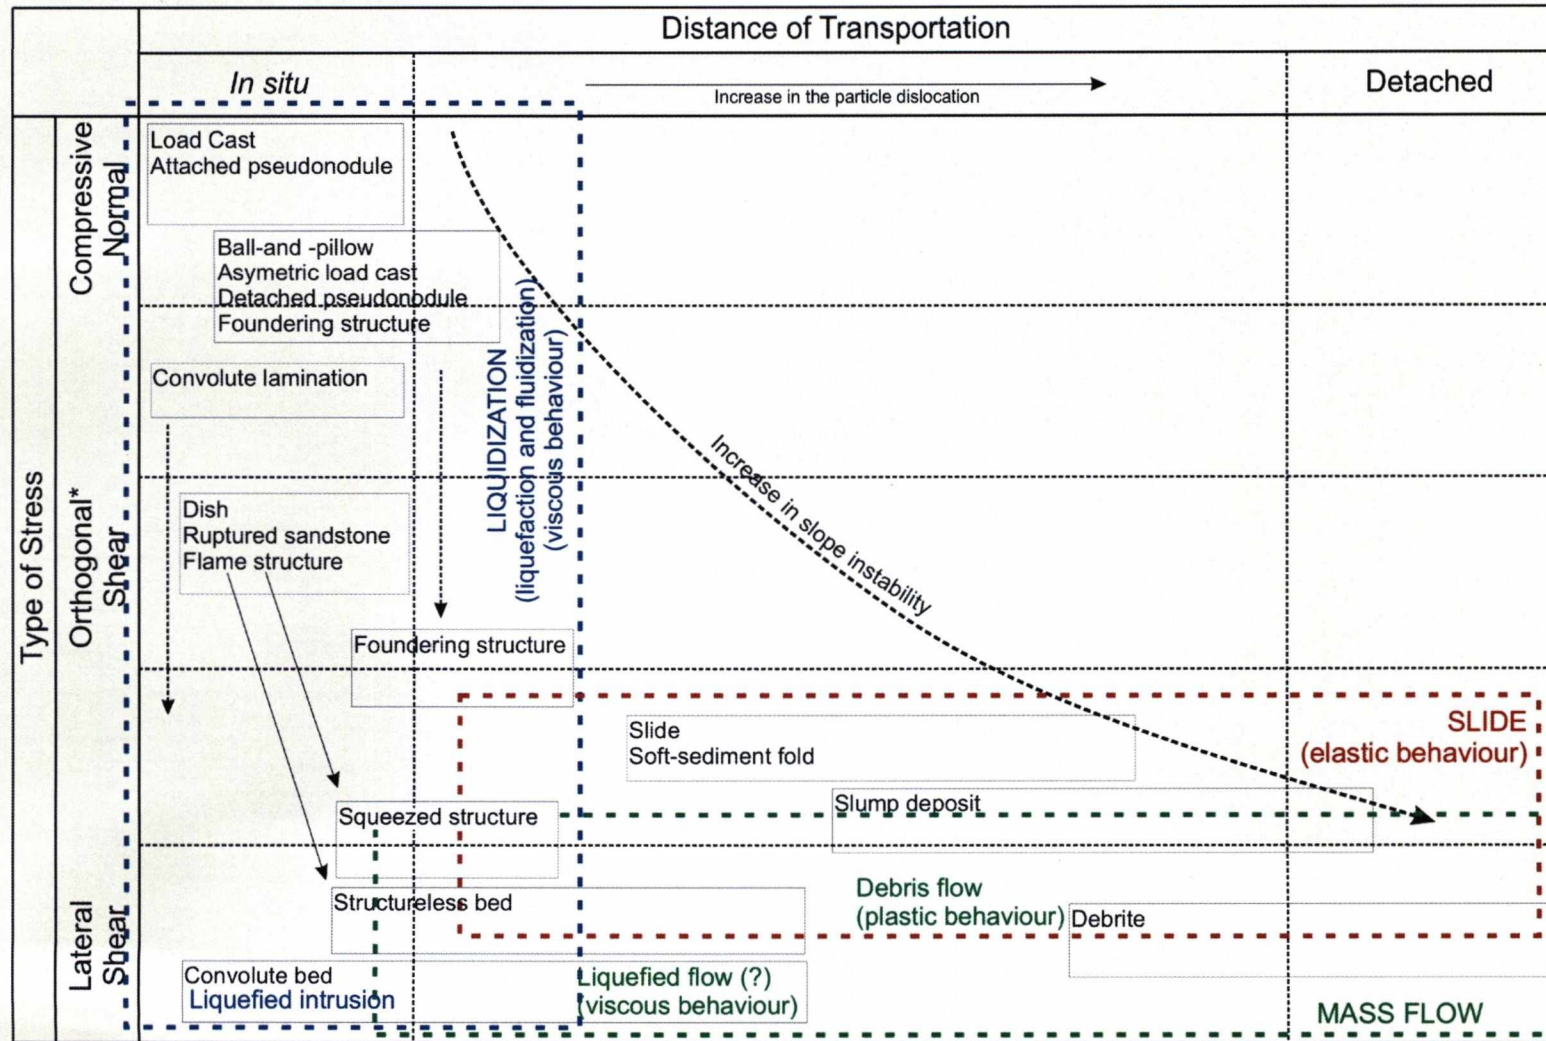 Distance of Transportation
In situ
Increase in the particle dislocation
Detached
Type of Stress
Compressive
Normal
Orthogonal*
Shear
Lateral
Shear
Load Cast
Attached pseudonodule
Ball-and -pillow
Asymetric load cast
Detached pseudonodule
Foundering structure
Convolute lamination
LIQUIDIZATION
(liquefaction and fluidization)
(viscous behaviour)
Increase in slope instability
Dish
Ruptured sandstone
Flame structure
Foundering structure
Slide
Soft-sediment fold
SLIDE
(elastic behaviour)
Squeezed structure
Slump deposit
Structureless bed
Debris flow
(plastic behaviour)
Debrite
Convolute bed
Liquefied intrusion
Liquefied flow (?)
(viscous behaviour)
MASS FLOW